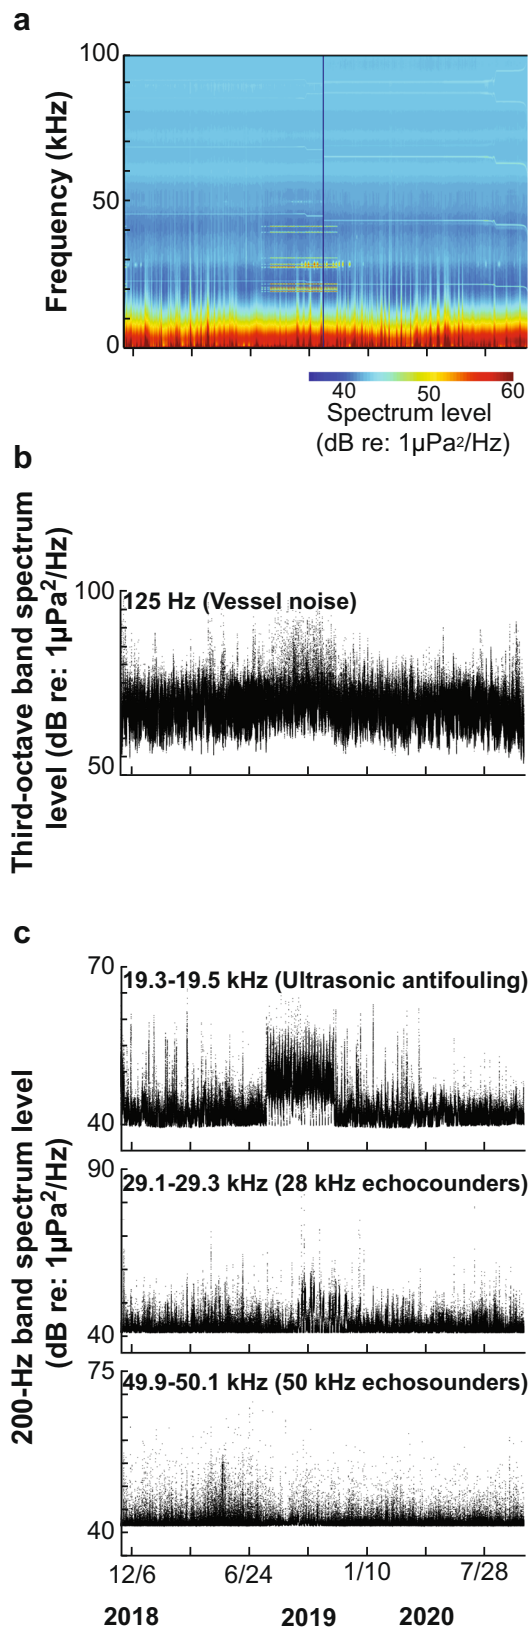 a
100
50
0
Frequency (kHz)
40 50 60
Spectrum level
(dB re: 1µPa²/Hz)
b
Third-octave band spectrum
level (dB re: 1µPa²/Hz)
100
125 Hz (Vessel noise)
50
c
200-Hz band spectrum level
(dB re: 1µPa²/Hz)
70
19.3-19.5 kHz (Ultrasonic antifouling)
40
90
29.1-29.3 kHz (28 kHz echocounders)
40
75
49.9-50.1 kHz (50 kHz echosounders)
40
12/6 6/24 1/10 7/28
2018 2019 2020